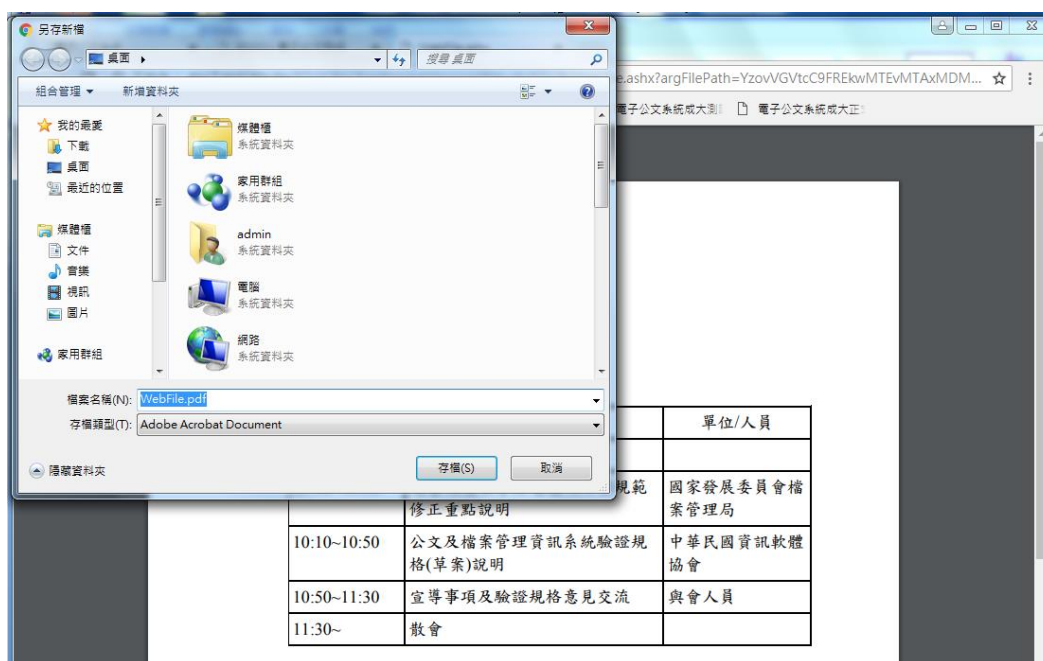 另存新檔
桌面
搜尋 桌面
e.ashx?argFilePath=YzovVGVtcC9FREkwMTEvMTAxMDM...
組合管理
新增資料夾
電子公文系統成大測
電子公文系統成大正
我的最愛
下載
桌面
最近的位置
媒體櫃
文件
音樂
視訊
圖片
家用群組
媒體櫃
系統資料夾
家用群組
系統資料夾
admin
系統資料夾
電腦
系統資料夾
網路
系統資料夾
檔案名稱(N): WebFile.pdf
存檔類型(T): Adobe Acrobat Document
隱藏資料夾
存檔(S)
取消
單位/人員
規範 國家發展委員會檔
修正重點說明 案管理局
10:10~10:50 公文及檔案管理資訊系統驗證規 中華民國資訊軟體
格(草案)說明 協會
10:50~11:30 宣導事項及驗證規格意見交流 與會人員
11:30~ 散會